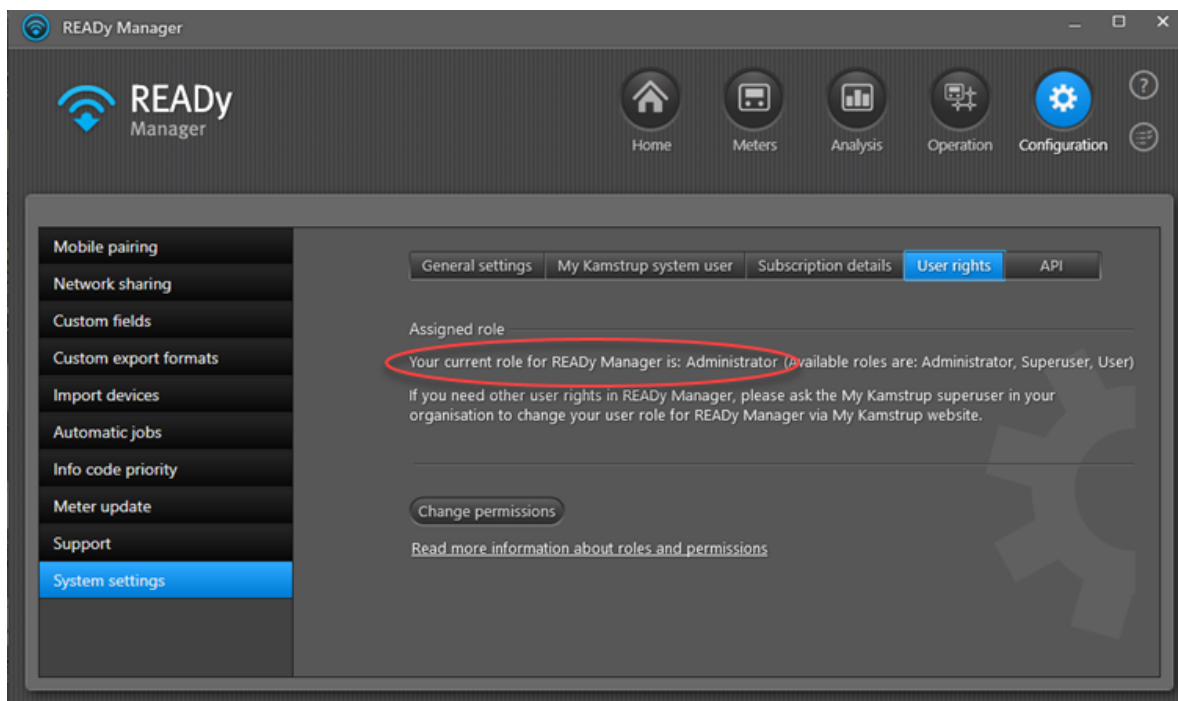 READy Manager
READy
Manager
Home
Meters
Analysis
Operation
Configuration
?
Mobile pairing
Network sharing
Custom fields
Custom export formats
Import devices
Automatic jobs
Info code priority
Meter update
Support
System settings
General settings
My Kamstrup system user
Subscription details
User rights
API
Assigned role
Your current role for READy Manager is: Administrator (Available roles are: Administrator, Superuser, User)
If you need other user rights in READy Manager, please ask the My Kamstrup superuser in your
organisation to change your user role for READy Manager via My Kamstrup website.
Change permissions
Read more information about roles and permissions